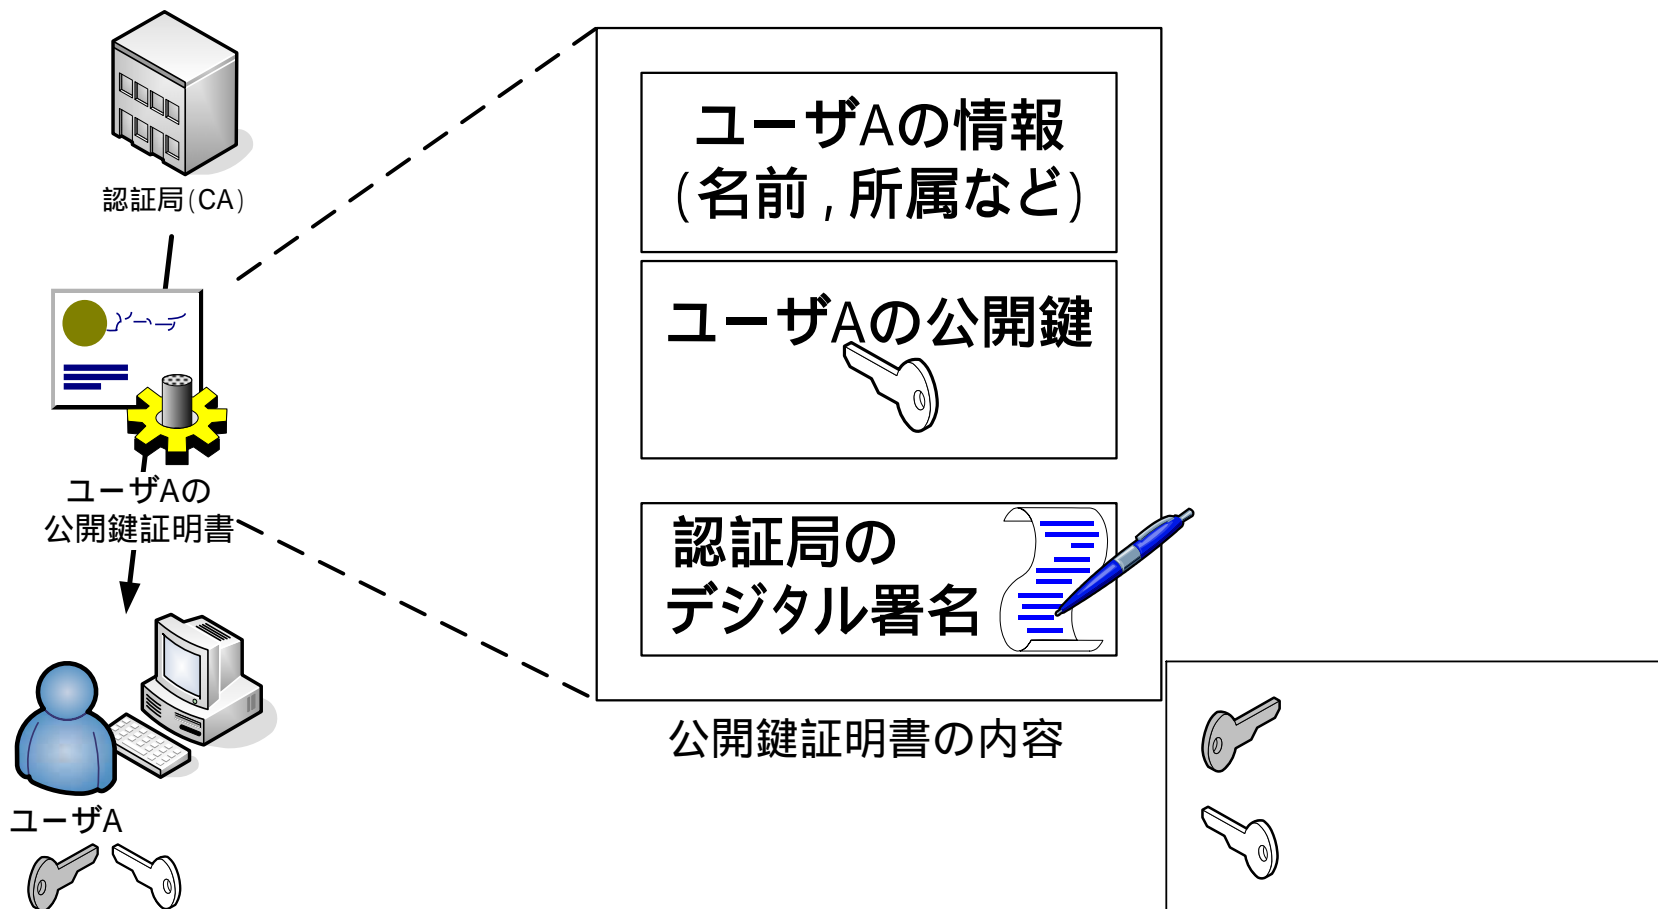 認証局(CA)
ユーザAの
公開鍵証明書
ユーザA
ユーザAの情報
(名前,所属など)
ユーザAの公開鍵
認証局の
デジタル署名
公開鍵証明書の内容